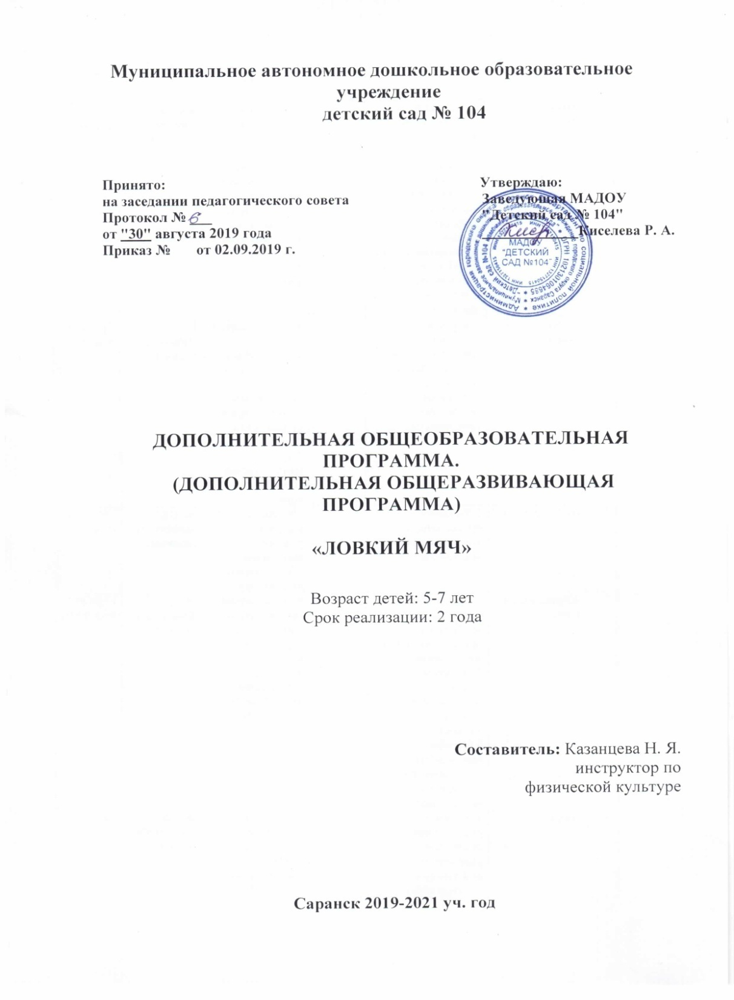 Муниципальное автономное дошкольное образовательное
учреждение
детский сад № 104
Принято:
на заседании педагогического совета
Протокол № 6
от "30" августа 2019 года
Приказ № от 02.09.2019 г.
Утверждаю:
Заведующая МАДОУ
"Детский сад № 104"
Киселева Р. А.
МАДОУ
"ДЕТСКИЙ
САД №104"
ДОПОЛНИТЕЛЬНАЯ ОБЩЕОБРАЗОВАТЕЛЬНАЯ
ПРОГРАММА.
(ДОПОЛНИТЕЛЬНАЯ ОБЩЕРАЗВИВАЮЩАЯ
ПРОГРАММА)
«ЛОВКИЙ МЯЧ»
Возраст детей: 5-7 лет
Срок реализации: 2 года
Составитель: Казанцева Н. Я.
инструктор по
физической культуре
Саранск 2019-2021 уч. год